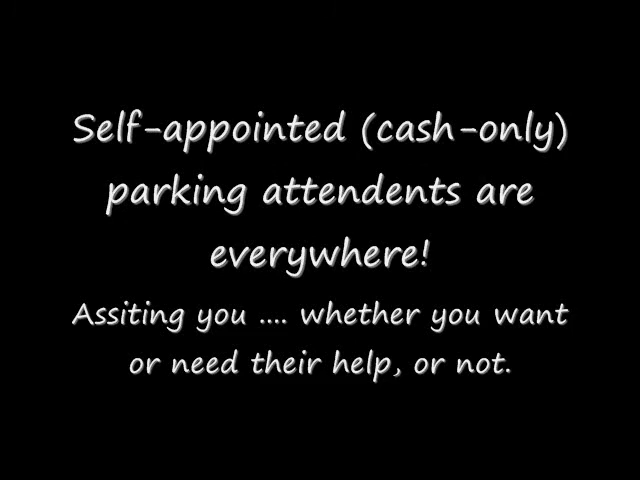 Self-appointed (cash-only)
parking attendents are
everywhere!
Assiting you .... whether you want
or need their help, or not.